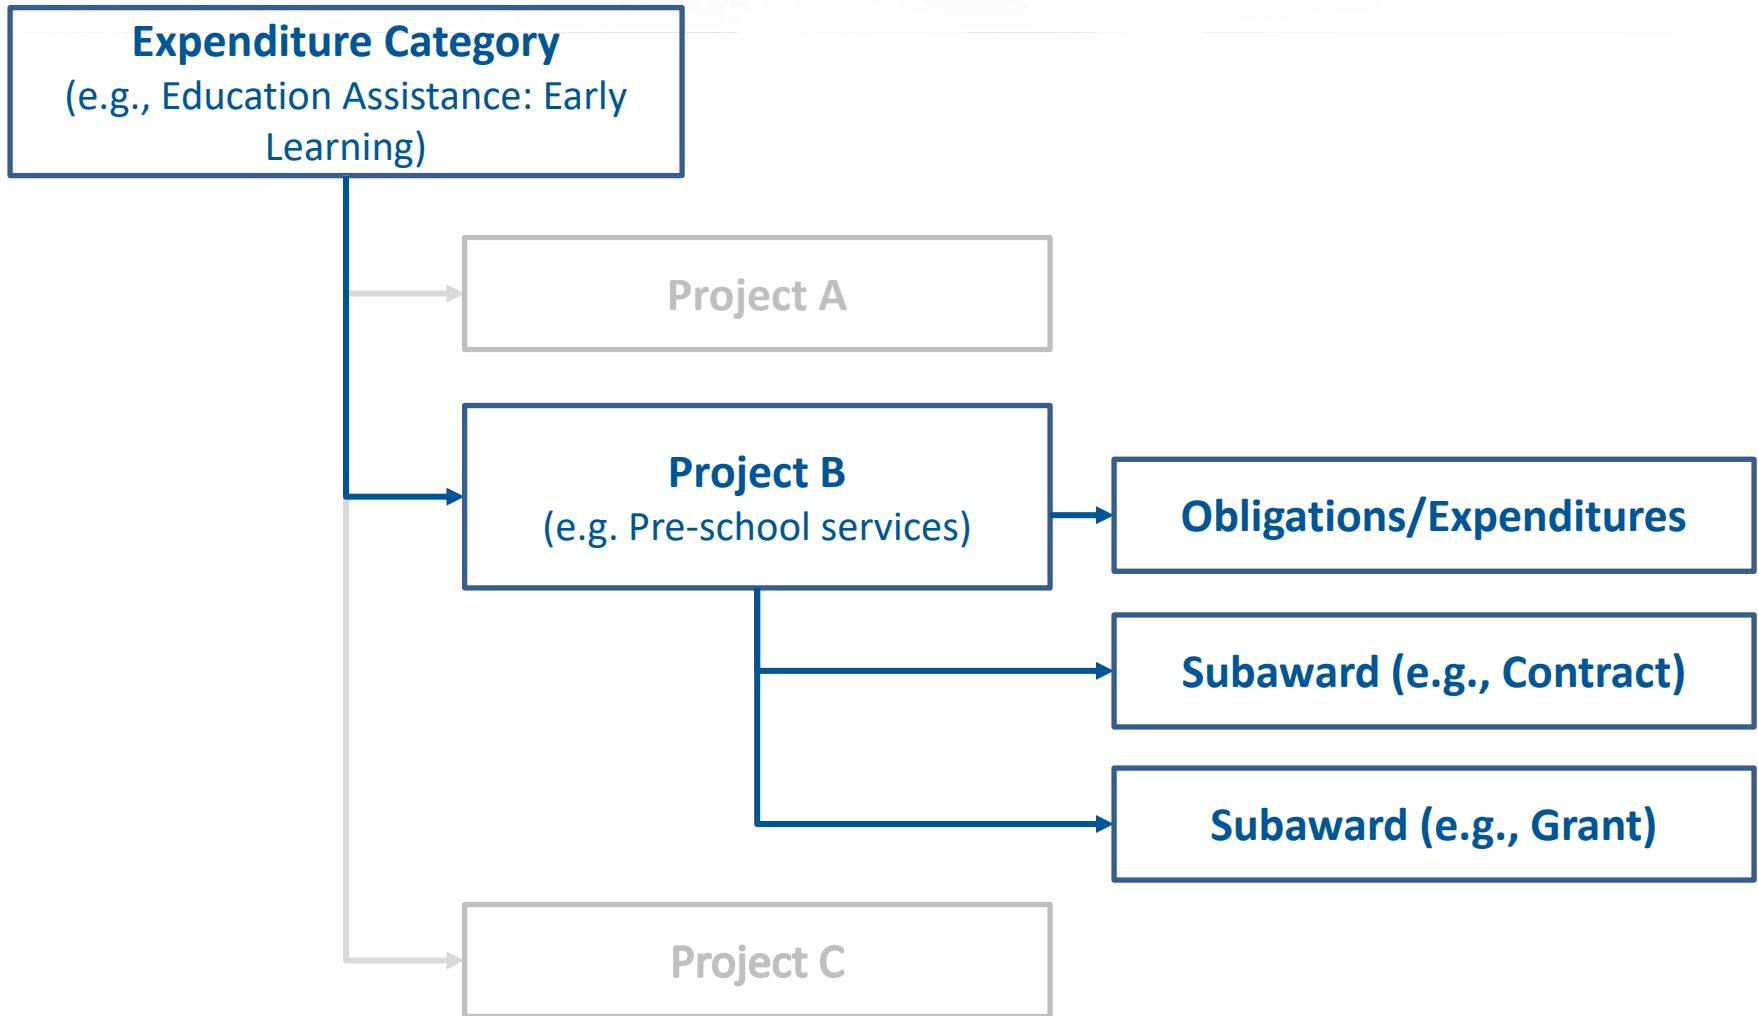 Expenditure Category
(e.g., Education Assistance: Early
Learning)
Project A
Project B
(e.g. Pre-school services)
Obligations/Expenditures
Subaward (e.g., Contract)
Subaward (e.g., Grant)
Project C